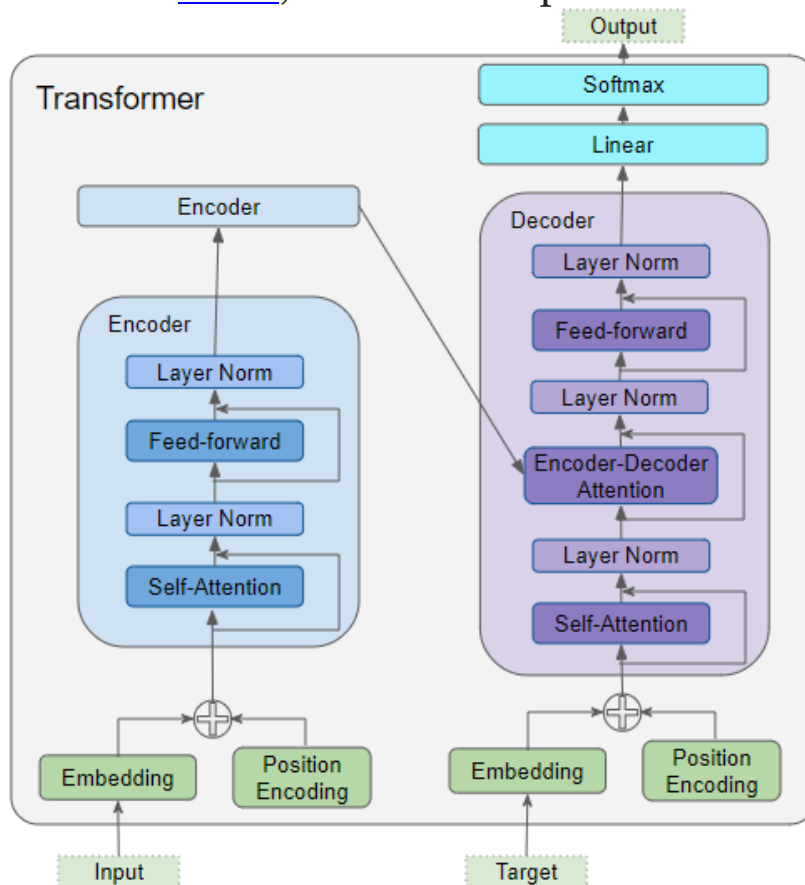 Output
Transformer
Softmax
Linear
Encoder
Decoder
Layer Norm
Feed-forward
Layer Norm
Encoder-Decoder
Attention
Layer Norm
Self-Attention
Encoder
Layer Norm
Feed-forward
Layer Norm
Self-Attention
Embedding
Position
Encoding
Embedding
Position
Encoding
Input
Target